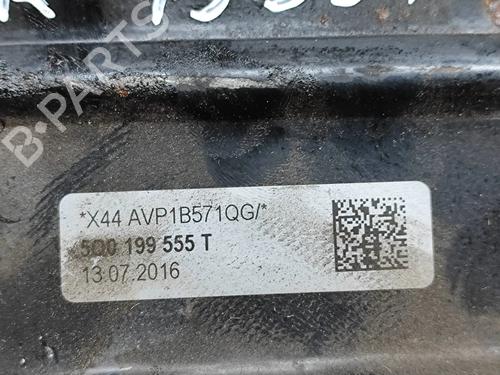 B-PARTS
*X44 AVP1B571QG/*
5Q0 199 555 T
13.07.2016